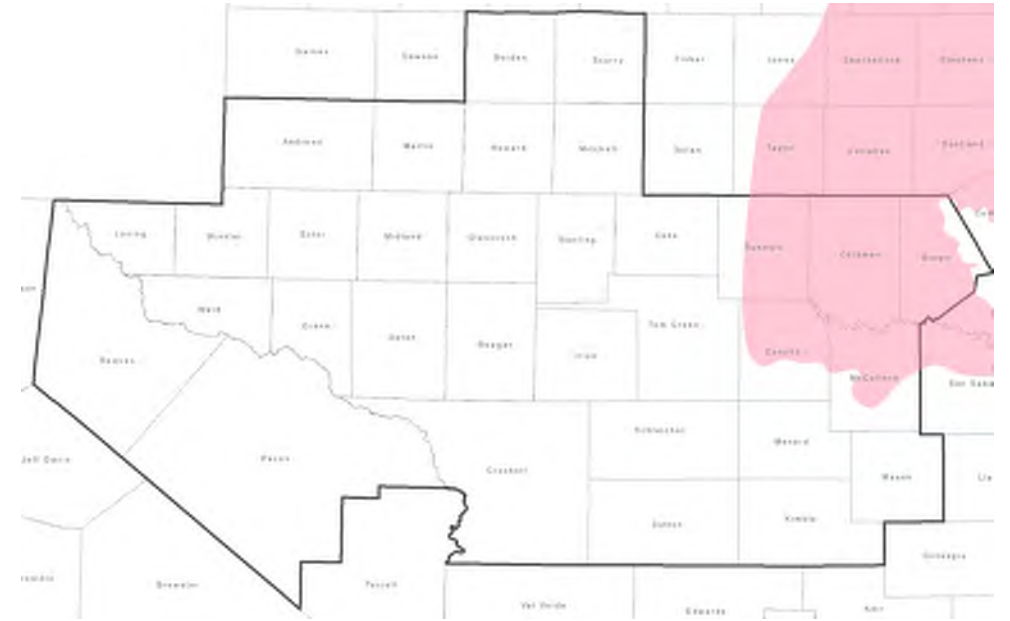 Gaines
Dawson
Borden
Scurry
Fisher
Jones
Shackelford
Andrews
Martin
Howard
Mitchell
Nolan
Taylor
Callahan
Eastland
Loving
Winkler
Ector
Midland
Glasscock
Sterling
Coke
Runnels
Coleman
Brown
Ward
Crane
Upton
Reagan
Irion
Tom Green
Concho
McCulloch
San Saba
Reeves
Jeff Davis
Pecos
Crockett
Schleicher
Menard
Mason
Sutton
Kimble
Gillespie
Brewster
Terrell
Val Verde
Edwards
Kerr